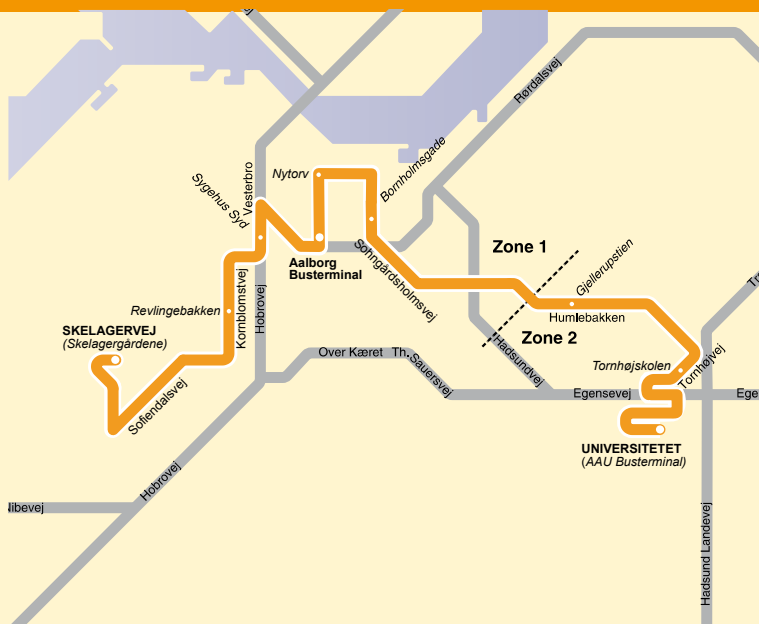 Rørdalsvej
Bornholmsgade
Nytorv
Vesterbro
Sygehus Syd
Zone 1
Aalborg
Busterminal
Sohngårdsholmsvej
Gjellerupstien
Humlebakken
Zone 2
Revlingebakken
Kornblomstvej
Hobrovej
SKELAGERVEJ
(Skelagergårdene)
Sofiendalsvej
Over Kæret
Th. Sauersvej
Hadsundvej
Tornhøjskolen
Tornhøjvej
Egensevej
Ege
UNIVERSITETET
(AAU Busterminal)
Hobrovej
Nibevej
Hadsund Landevej